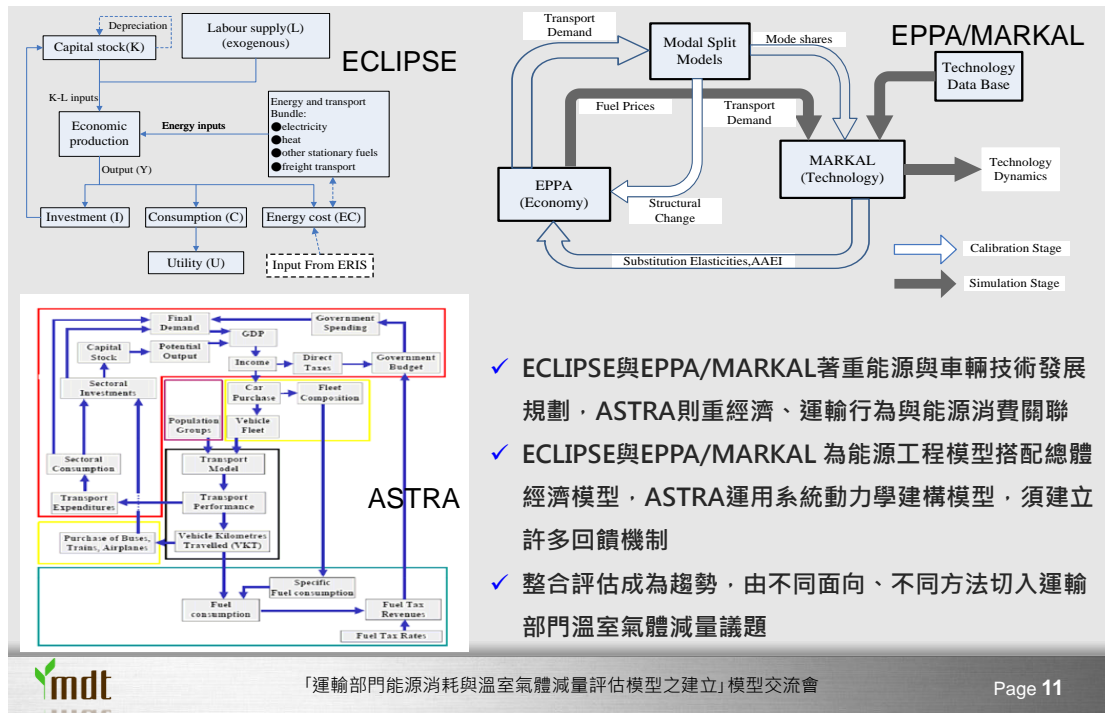 Depreciation
Capital stock(K)
Labour supply(L)
(exogenous)
ECLIPSE
K-L inputs
Economic
production
Energy inputs
Energy and transport
Bundle:
●electricity
●heat
●other stationary fuels
●freight transport
Output (Y)
Investment (I)
Consumption (C)
Energy cost (EC)
Utility (U)
Input From ERIS
EPPA/MARKAL
Transport
Demand
Modal Split
Models
Mode shares
Technology
Data Base
Fuel Prices
Transport
Demand
MARKAL
(Technology)
Technology
Dynamics
EPPA
(Economy)
Structural
Change
Substitution Elasticities,AAEI
Calibration Stage
Simulation Stage
Final
Demand
Government
Spending
GDP
Capital
Stock
Potential
Output
Income
Direct
Taxes
Government
Budget
Sectoral
Investments
Car
Purchase
Fleet
Composition
Population
Groups
Vehicle
Fleet
Sectoral
Consumption
Transport
Model
ASTRA
Transport
Expenditures
Transport
Performance
Purchase of Buses,
Trains, Airplanes
Vehicle Kilometres
Travelled (VKT)
Specific
Fuel consumption
Fuel
consumption
Fuel Tax
Revenues
Fuel Tax Rates
✓ ECLIPSE與EPPA/MARKAL著重能源與車輛技術發展
規劃，ASTRA則重經濟、運輸行為與能源消費關聯
✓ ECLIPSE與EPPA/MARKAL 為能源工程模型搭配總體
經濟模型，ASTRA運用系統動力學建構模型，須建立
許多回饋機制
✓ 整合評估成為趨勢，由不同面向、不同方法切入運輸
部門溫室氣體減量議題
mdt
「運輸部門能源消耗與溫室氣體減量評估模型之建立」模型交流會
Page 11